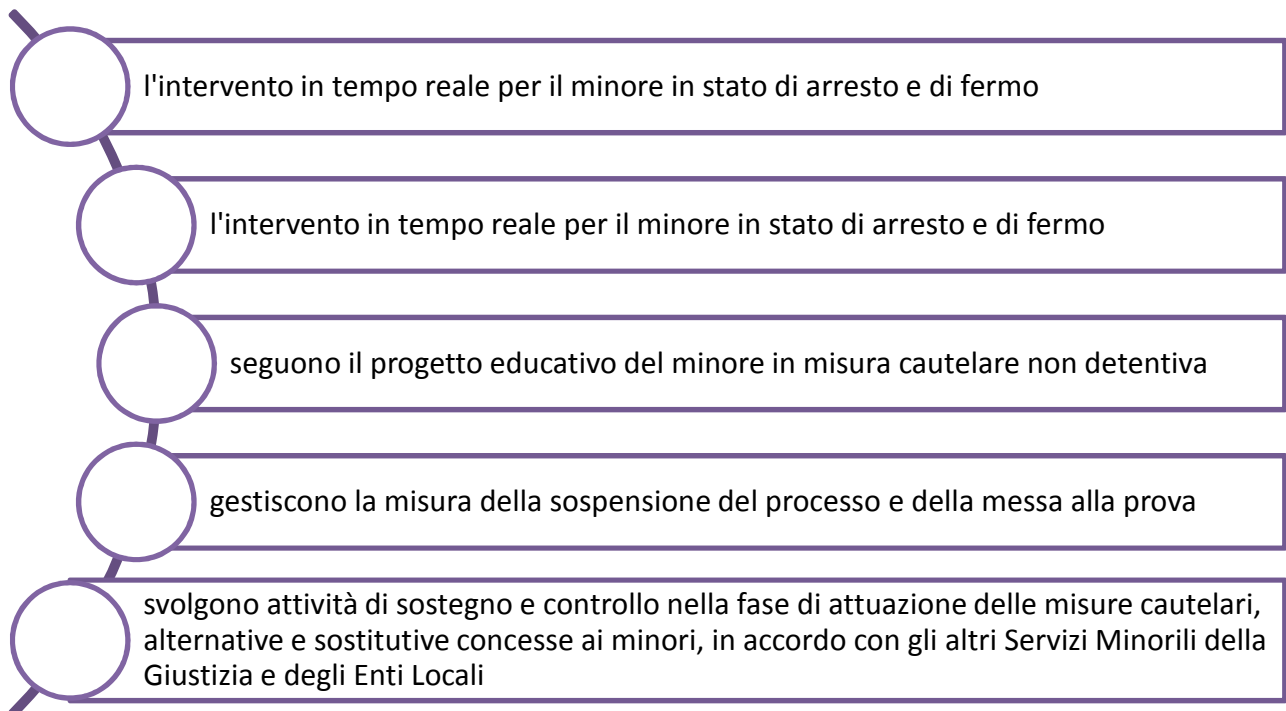 l'intervento in tempo reale per il minore in stato di arresto e di fermo
l'intervento in tempo reale per il minore in stato di arresto e di fermo
seguono il progetto educativo del minore in misura cautelare non detentiva
gestiscono la misura della sospensione del processo e della messa alla prova
svolgono attività di sostegno e controllo nella fase di attuazione delle misure cautelari,
alternative e sostitutive concesse ai minori, in accordo con gli altri Servizi Minorili della
Giustizia e degli Enti Locali